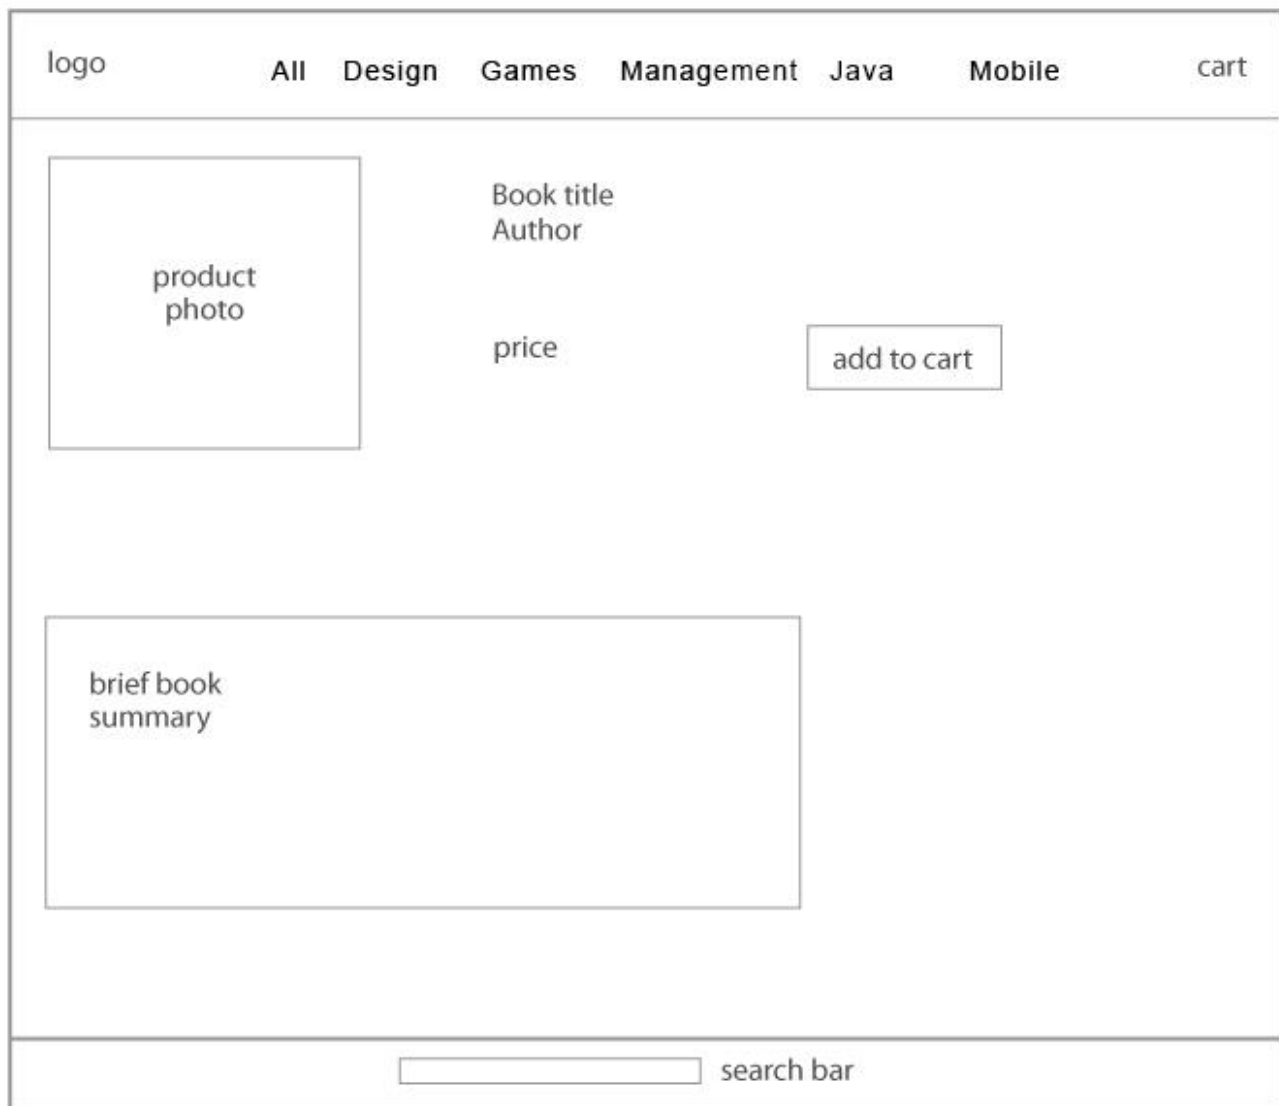 logo All Design Games Management Java Mobile cart
Book title
Author
product
photo
price add to cart
brief book
summary
search bar